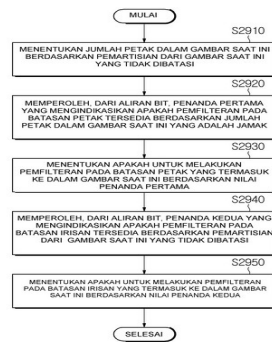 MULAI
S2910
MENENTUKAN JUMLAH PETAK DALAM GAMBAR SAAT INI
BERDASARKAN PEMARTISIAN DARI GAMBAR SAAT INI
YANG TIDAK DIBATASI
S2920
MEMPEROLEH, DARI ALIRAN BIT, PENANDA PERTAMA
YANG MENGINDIKASIKAN APAKAH PEMFILTERAN PADA
BATASAN PETAK TERSEDIA BERDASARKAN JUMLAH
PETAK DALAM GAMBAR SAAT INI YANG ADALAH JAMAK
S2930
MENENTUKAN APAKAH UNTUK MELAKUKAN
PEMFILTERAN PADA BATASAN PETAK YANG TERMASUK
KE DALAM GAMBAR SAAT INI BERDASARKAN NILAI
PENANDA PERTAMA
S2940
MEMPEROLEH, DARI ALIRAN BIT, PENANDA KEDUA YANG
MENGINDIKASIKAN APAKAH PEMFILTERAN PADA
BATASAN IRISAN TERSEDIA BERDASARKAN PEMARTISIAN
DARI GAMBAR SAAT INI YANG TIDAK DIBATASI
S2950
MENENTUKAN APAKAH UNTUK MELAKUKAN PEMFILTERAN
PADA BATASAN IRISAN YANG TERMASUK KE DALAM GAMBAR
SAAT INI BERDASARKAN NILAI PENANDA KEDUA
SELESAI